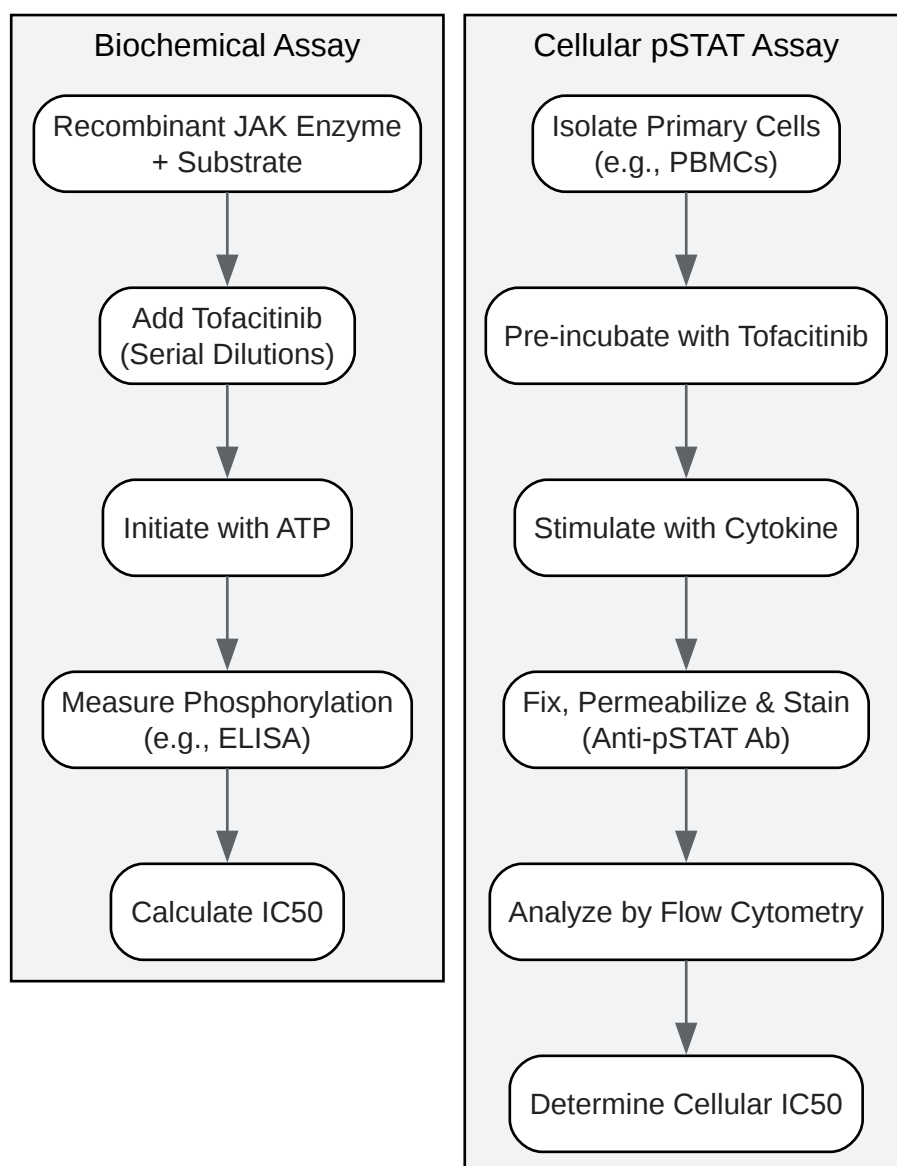 Biochemical Assay
Recombinant JAK Enzyme
+ Substrate
Add Tofacitinib
(Serial Dilutions)
Initiate with ATP
Measure Phosphorylation
(e.g., ELISA)
Calculate IC50
Cellular pSTAT Assay
Isolate Primary Cells
(e.g., PBMCs)
Pre-incubate with Tofacitinib
Stimulate with Cytokine
Fix, Permeabilize & Stain
(Anti-pSTAT Ab)
Analyze by Flow Cytometry
Determine Cellular IC50